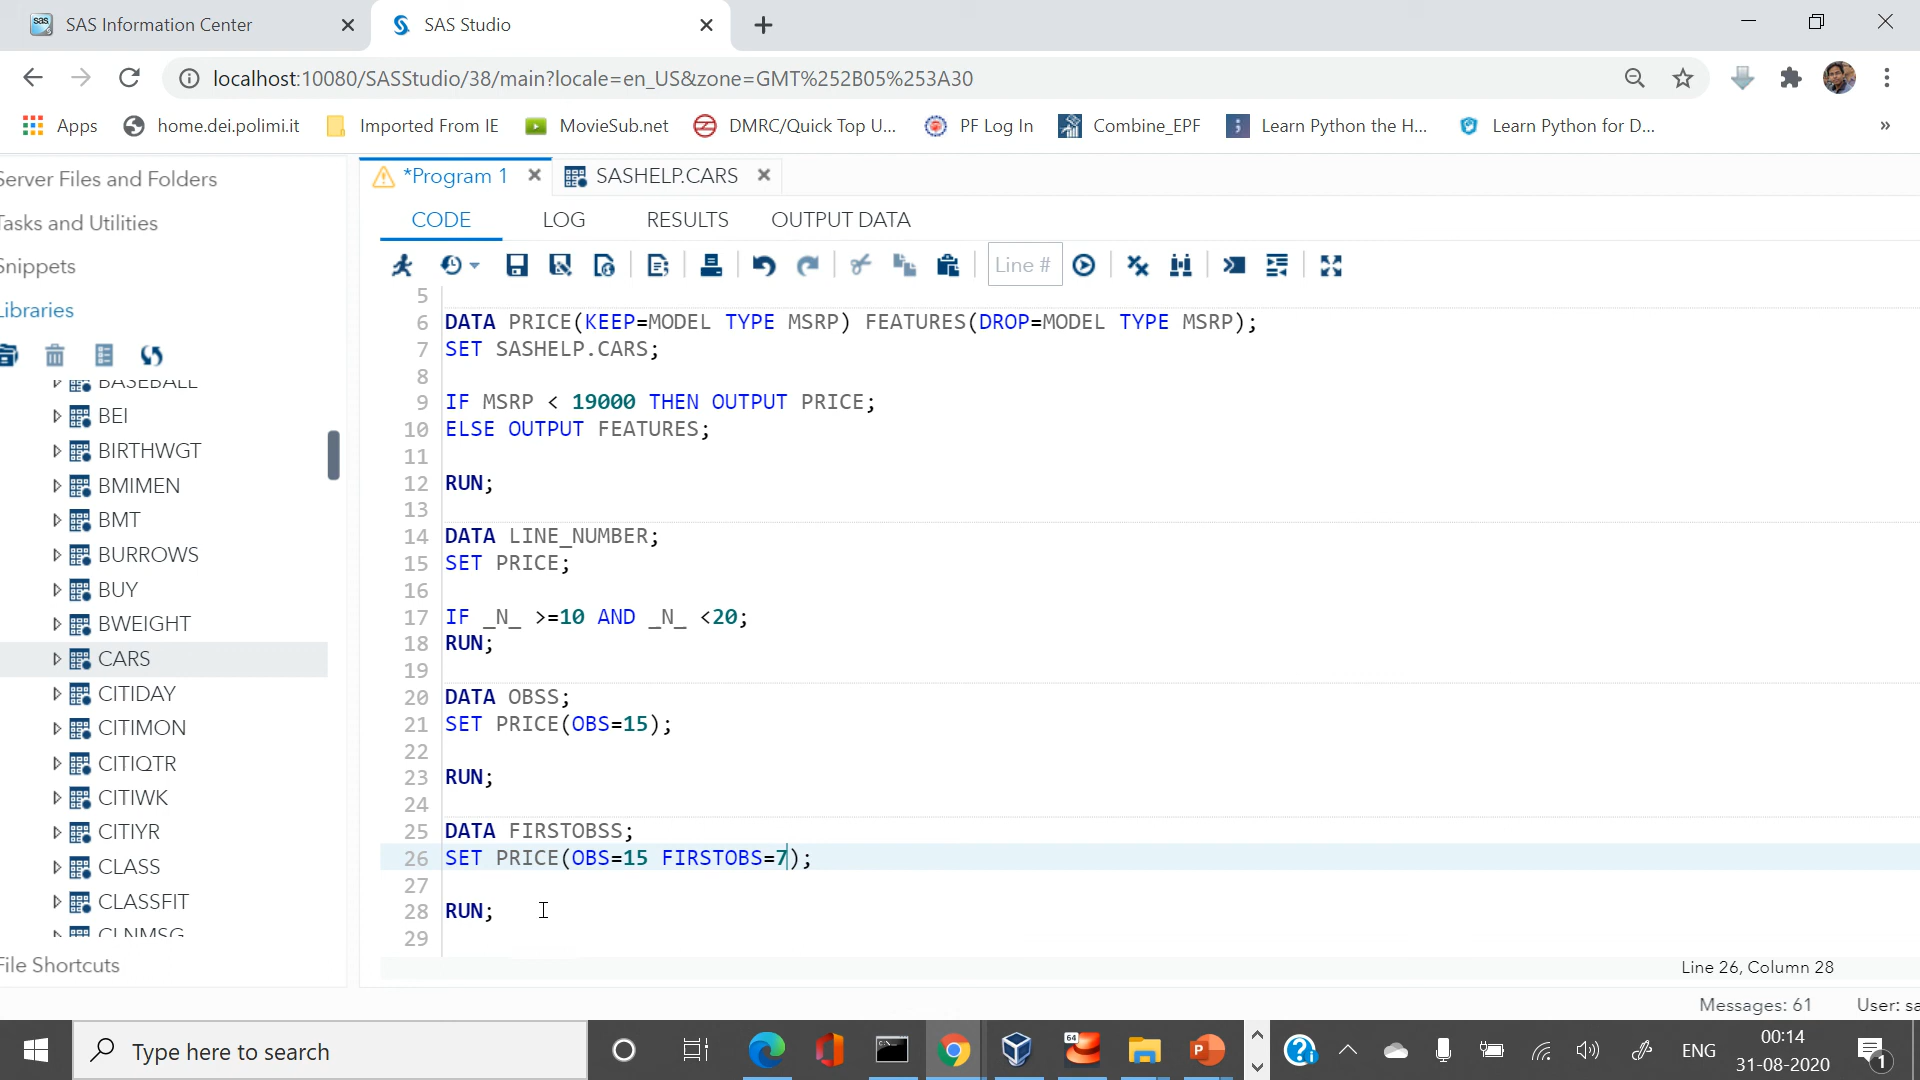 SAS Information Center
SAS Studio
localhost:10080/SASStudio/38/main?locale=en_US&zone=GMT%252B05%253A30
Apps
home.dei.polimi.it
Imported From IE
MovieSub.net
DMRC/Quick Top U...
PF Log In
Combine_EPF
Learn Python the H...
Learn Python for D...
»
Server Files and Folders
Tasks and Utilities
Snippets
Libraries
BASEBALL
BEI
BIRTHWGT
BMIMEN
BMT
BURROWS
BUY
BWEIGHT
CARS
CITIDAY
CITIMON
CITIQTR
CITIWK
CITIYR
CLASS
CLASSFIT
CLNMSG
File Shortcuts
*Program 1
SASHELP.CARS
CODE
LOG
RESULTS
OUTPUT DATA
Line #
5
6 DATA PRICE(KEEP=MODEL TYPE MSRP) FEATURES(DROP=MODEL TYPE MSRP);
7 SET SASHELP.CARS;
8
9 IF MSRP < 19000 THEN OUTPUT PRICE;
10 ELSE OUTPUT FEATURES;
11
12 RUN;
13
14 DATA LINE_NUMBER;
15 SET PRICE;
16
17 IF _N_ >=10 AND _N_ <20;
18 RUN;
19
20 DATA OBSS;
21 SET PRICE(OBS=15);
22
23 RUN;
24
25 DATA FIRSTOBSS;
26 SET PRICE(OBS=15 FIRSTOBS=7);
27
28 RUN;
29
Line 26, Column 28
Messages: 61
User: sa
Type here to search
64
ENG
00:14
31-08-2020
1